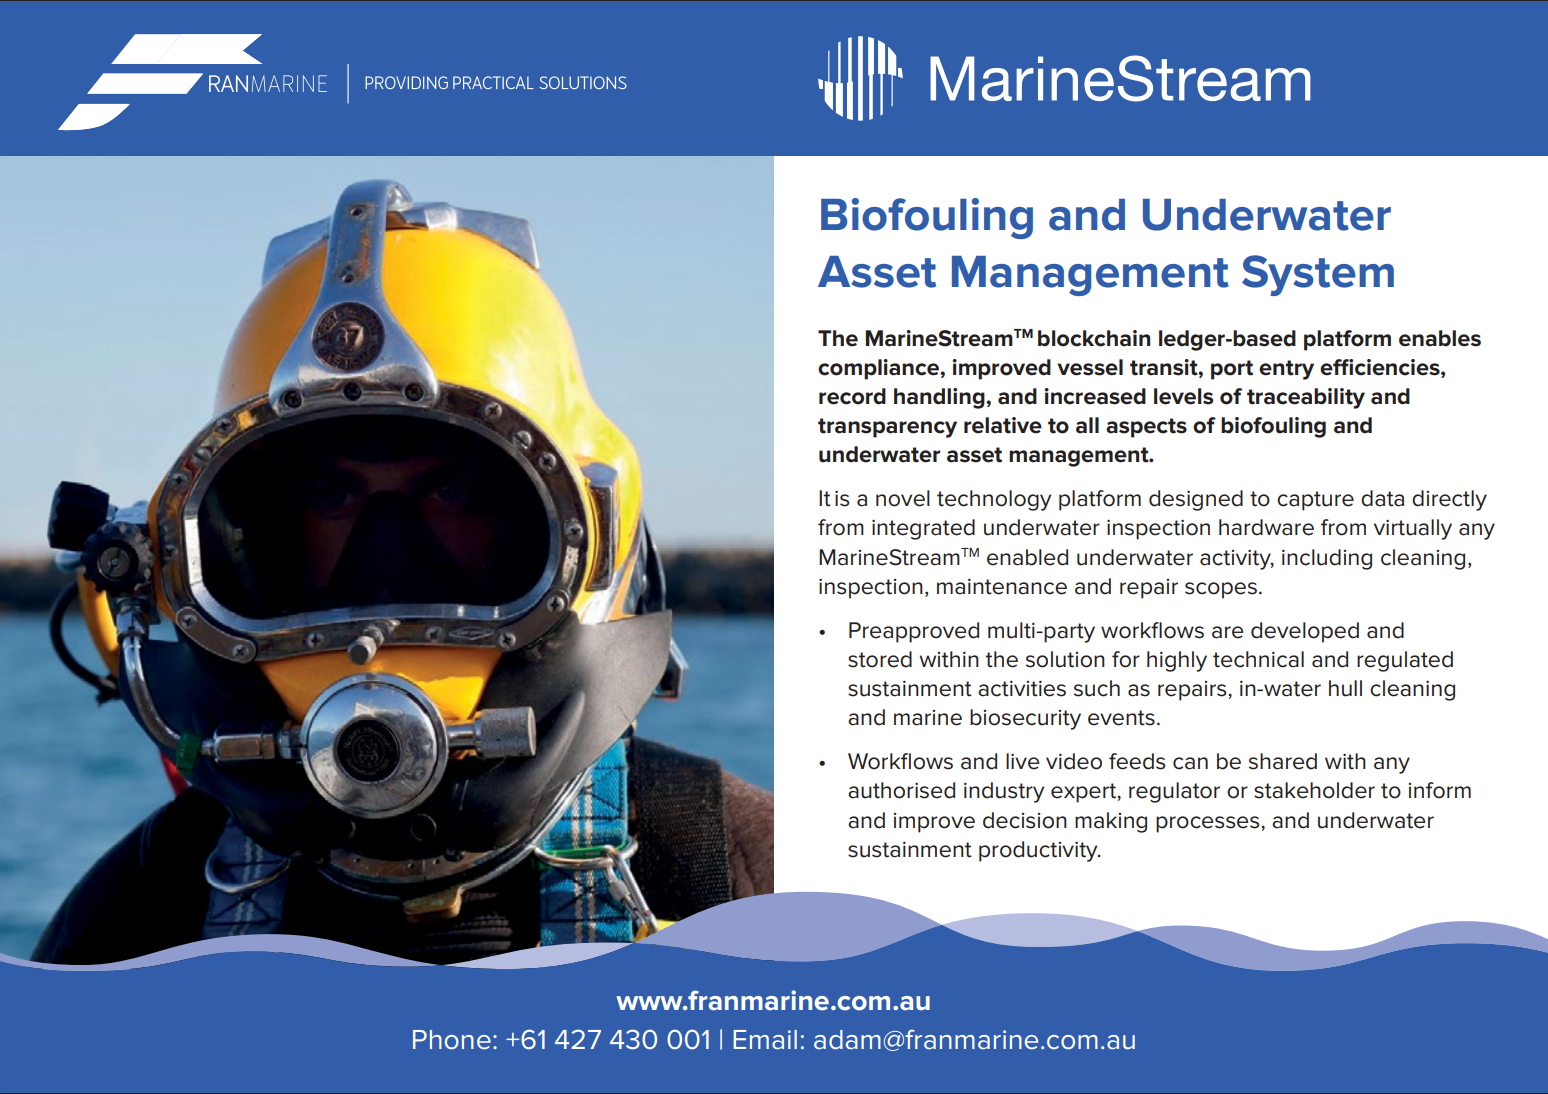 RANMARINE
PROVIDING PRACTICAL SOLUTIONS
MarineStream
37
Biofouling and Underwater
Asset Management System
The MarineStream™ blockchain ledger-based platform enables
compliance, improved vessel transit, port entry efficiencies,
record handling, and increased levels of traceability and
transparency relative to all aspects of biofouling and
underwater asset management.
It is a novel technology platform designed to capture data directly
from integrated underwater inspection hardware from virtually any
MarineStream™ enabled underwater activity, including cleaning,
inspection, maintenance and repair scopes.
• Preapproved multi-party workflows are developed and
stored within the solution for highly technical and regulated
sustainment activities such as repairs, in-water hull cleaning
and marine biosecurity events.
• Workflows and live video feeds can be shared with any
authorised industry expert, regulator or stakeholder to inform
and improve decision making processes, and underwater
sustainment productivity.
www.franmarine.com.au
Phone: +61 427 430 001 | Email: adam@franmarine.com.au